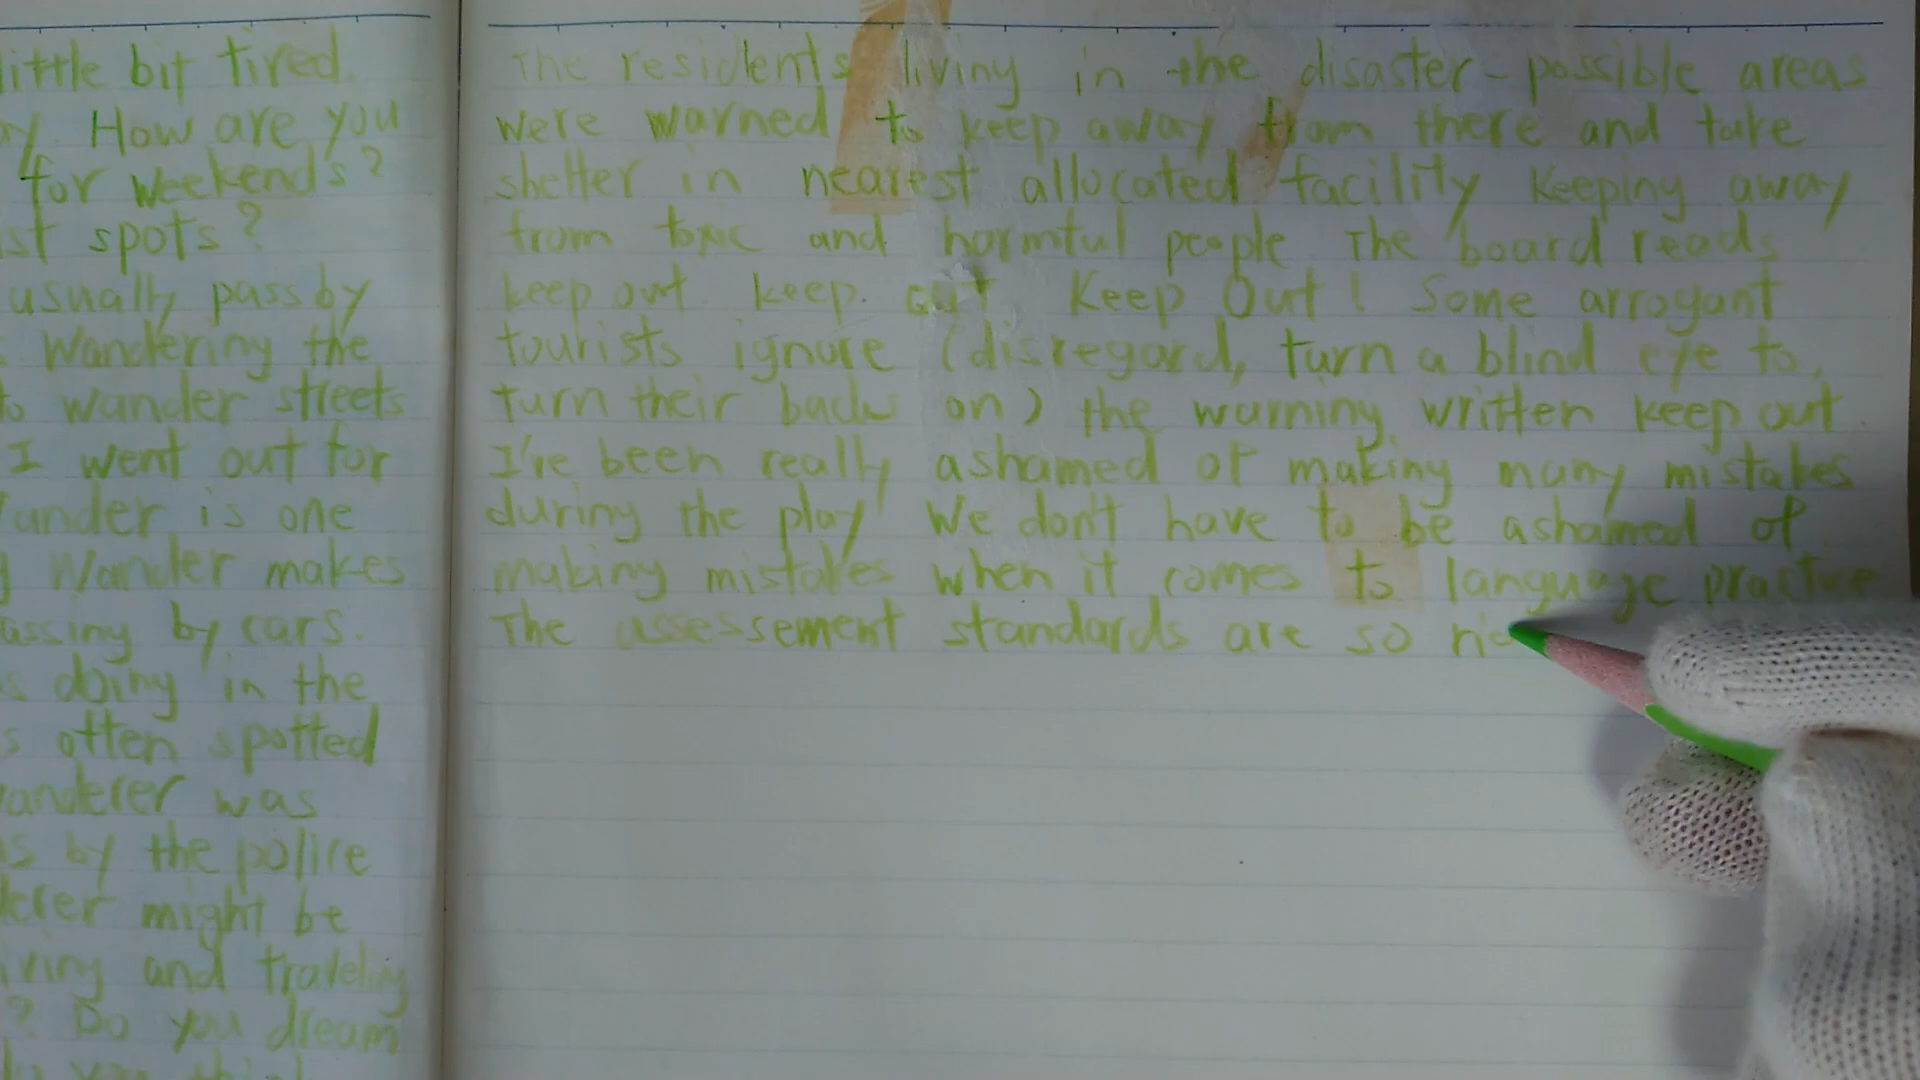 little bit tired.
How are you
for weekends?
spots?
usually pass by
Wandering the
to wander streets
I went out for
is one
Wander makes
by cars.
doing in the
often spotted
wanderer was
by the police
might be
and traveling
? Do you dream
you think
The residents living in the disaster-possible areas
were warned to keep away from there and take
shelter in nearest allocated facility keeping away
from toxic and harmful people The board reads
keep out keep. out Keep Out! Some arrogant
tourists ignore (disregard, turn a blind eye to,
turn their backs on) the warning written keep out.
I've been really ashamed of making many mistakes
during the play We don't have to be ashamed of
making mistakes when it comes to language practice
The assessement standards are so